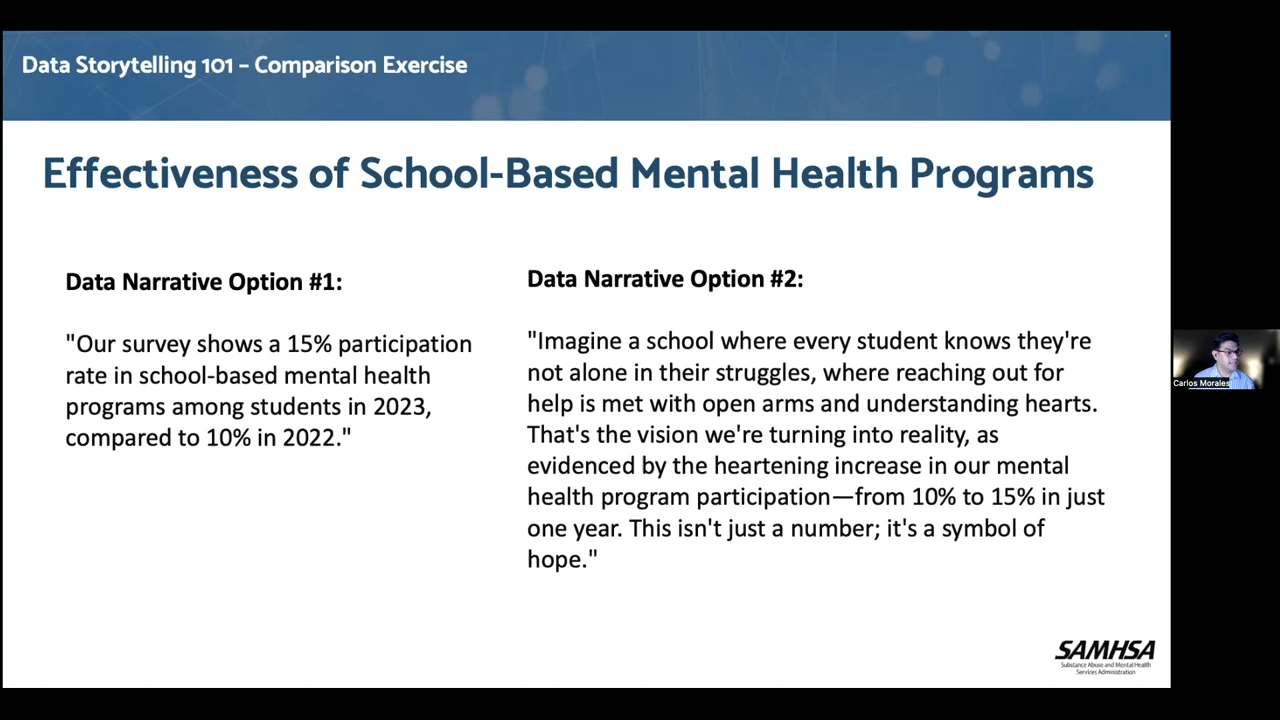 Data Storytelling 101 – Comparison Exercise
Effectiveness of School-Based Mental Health Programs
Data Narrative Option #1:
"Our survey shows a 15% participation
rate in school-based mental health
programs among students in 2023,
compared to 10% in 2022."
Data Narrative Option #2:
"Imagine a school where every student knows they're
not alone in their struggles, where reaching out for
help is met with open arms and understanding hearts.
That's the vision we're turning into reality, as
evidenced by the heartening increase in our mental
health program participation—from 10% to 15% in just
one year. This isn't just a number; it's a symbol of
hope."
Carlos Morales
SAMHSA
Substance Abuse and Mental Health
Services Administration